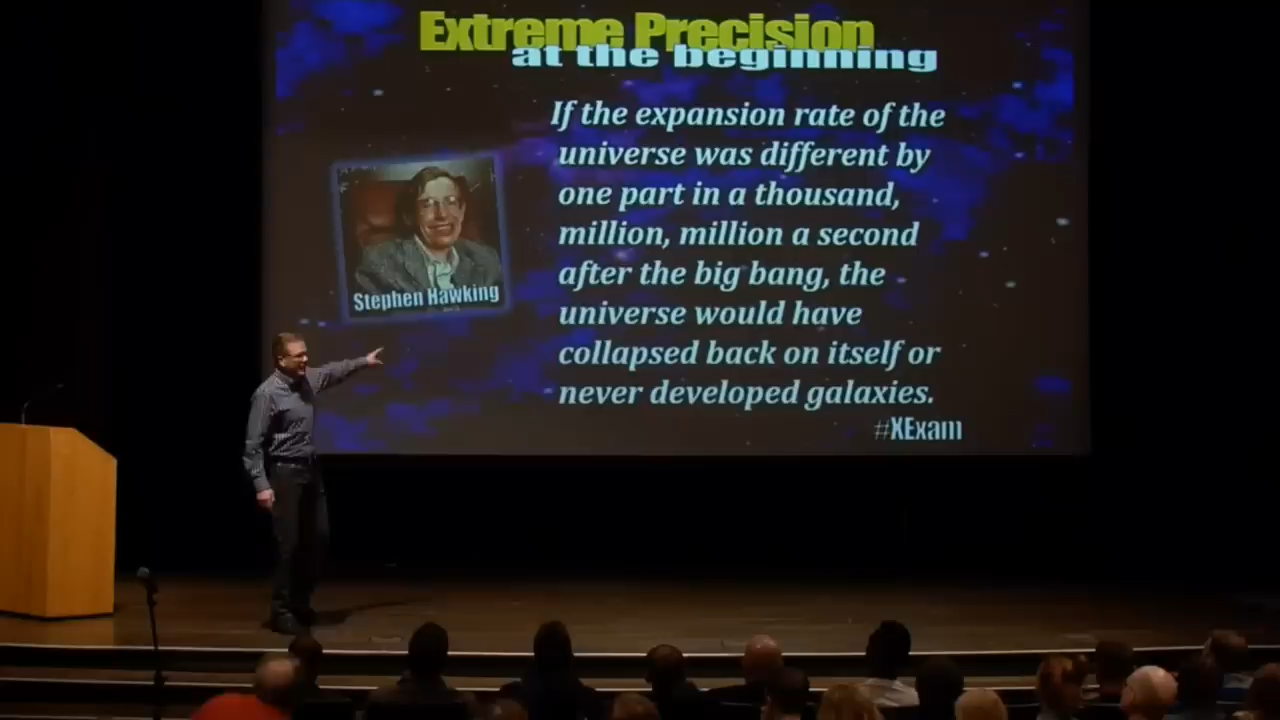 Extreme Precision
at the beginning
If the expansion rate of the
universe was different by
one part in a thousand,
million, million a second
after the big bang, the
universe would have
collapsed back on itself or
never developed galaxies.
Stephen Hawking
#XExam